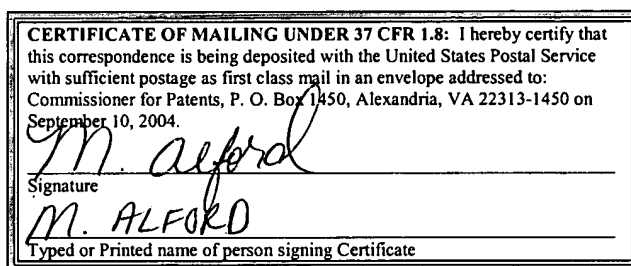 CERTIFICATE OF MAILING UNDER 37 CFR 1.8: I hereby certify that
this correspondence is being deposited with the United States Postal Service
with sufficient postage as first class mail in an envelope addressed to:
Commissioner for Patents, P. O. Box 1450, Alexandria, VA 22313-1450 on
September 10, 2004.
M. Alford
Signature
M. ALFORD
Typed or Printed name of person signing Certificate